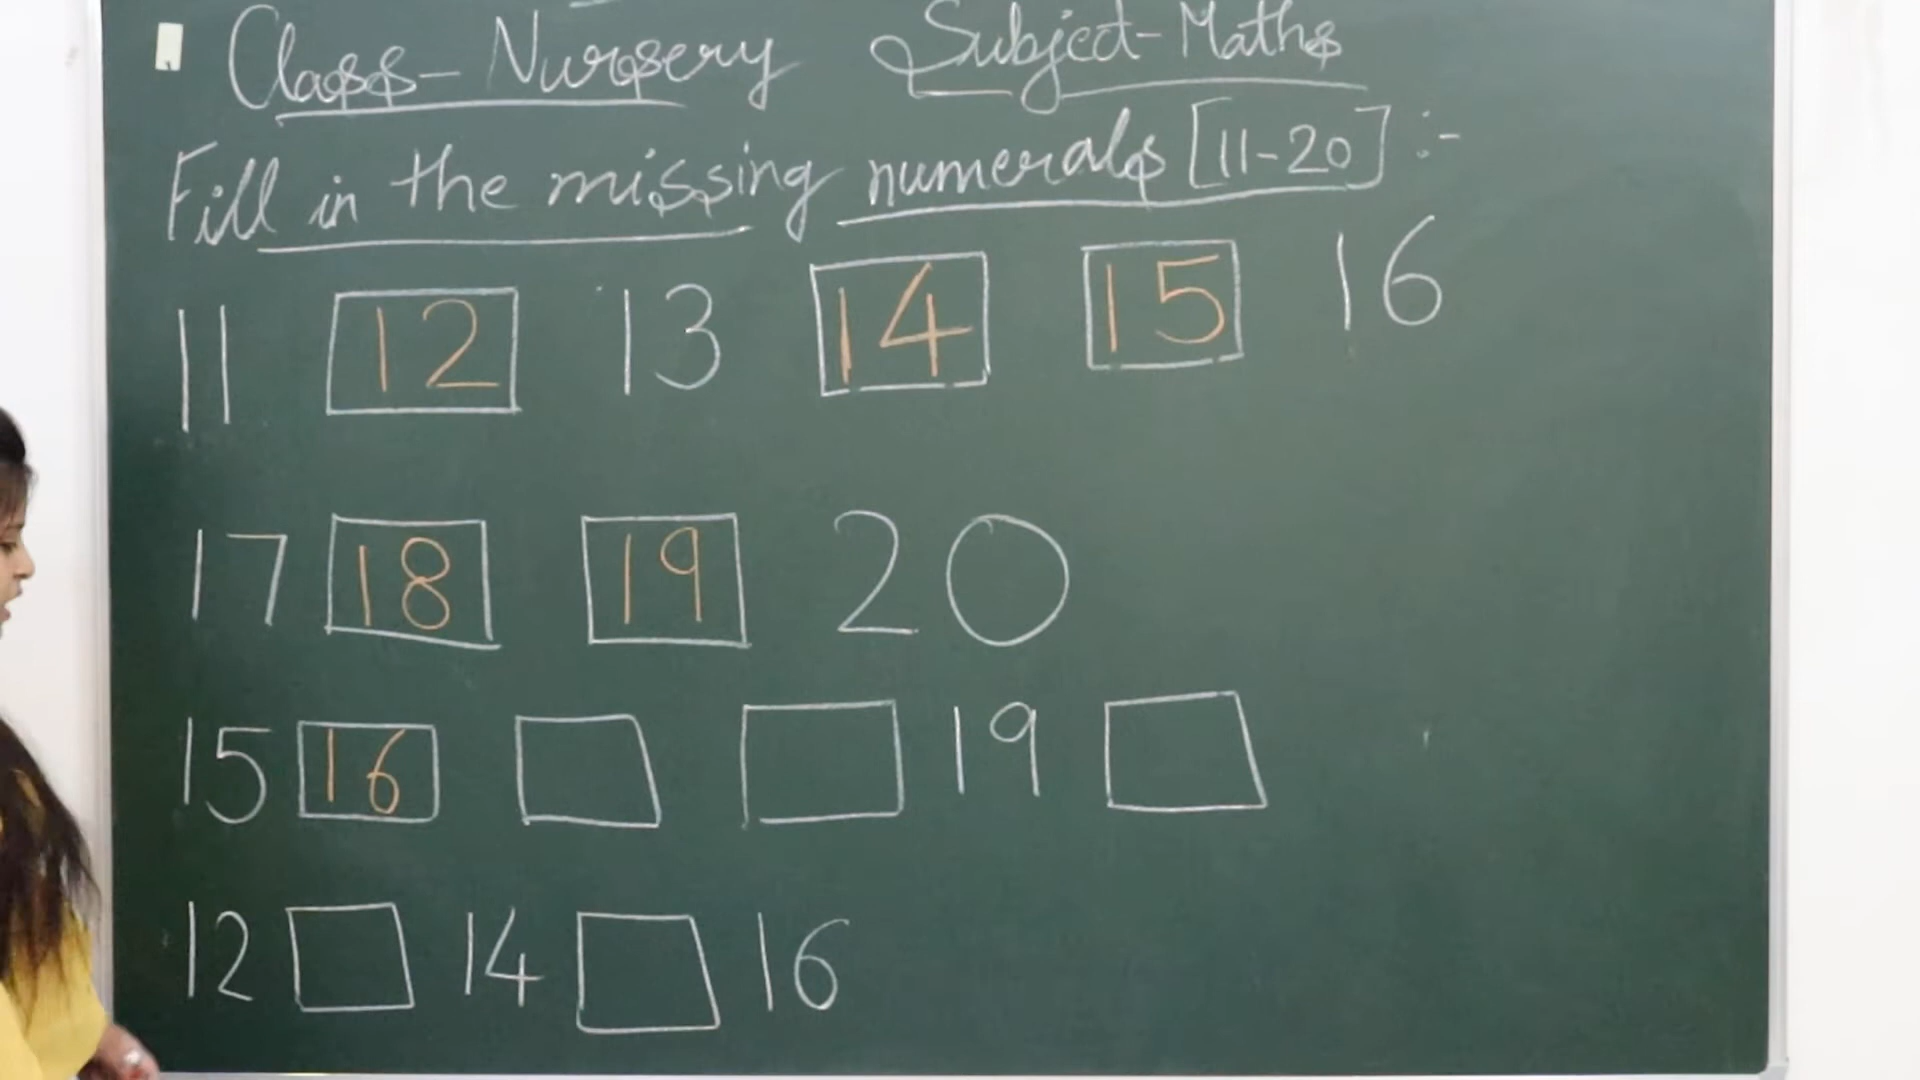 Class - Nursery Subject - Maths
Fill in the missing numerals [11-20] :-
11 12 13 14 15 16
17 18 19 20
15 16 19
12 14 16